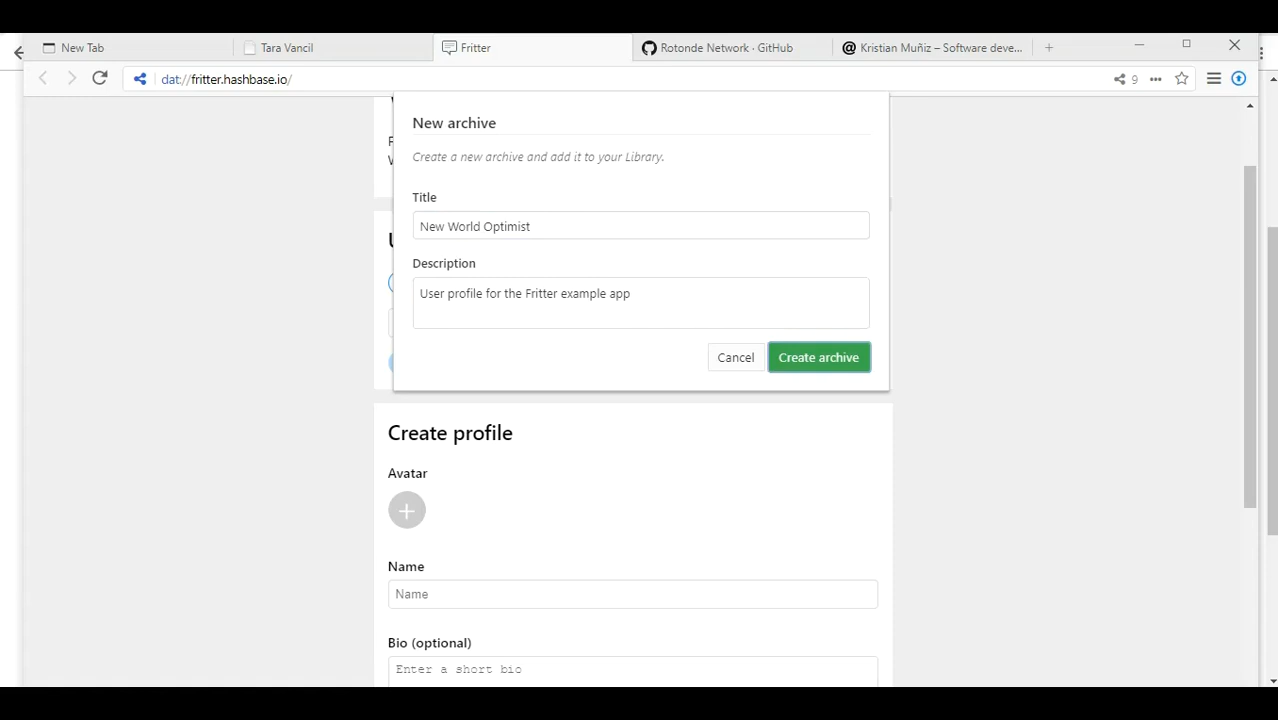 New Tab
Tara Vancil
Fritter
Rotonde Network · GitHub
Kristian Muñiz – Software deve...
dat://fritter.hashbase.io/
9
New archive
Create a new archive and add it to your Library.
Title
New World Optimist
Description
User profile for the Fritter example app
Cancel
Create archive
Create profile
Avatar
Name
Name
Bio (optional)
Enter a short bio